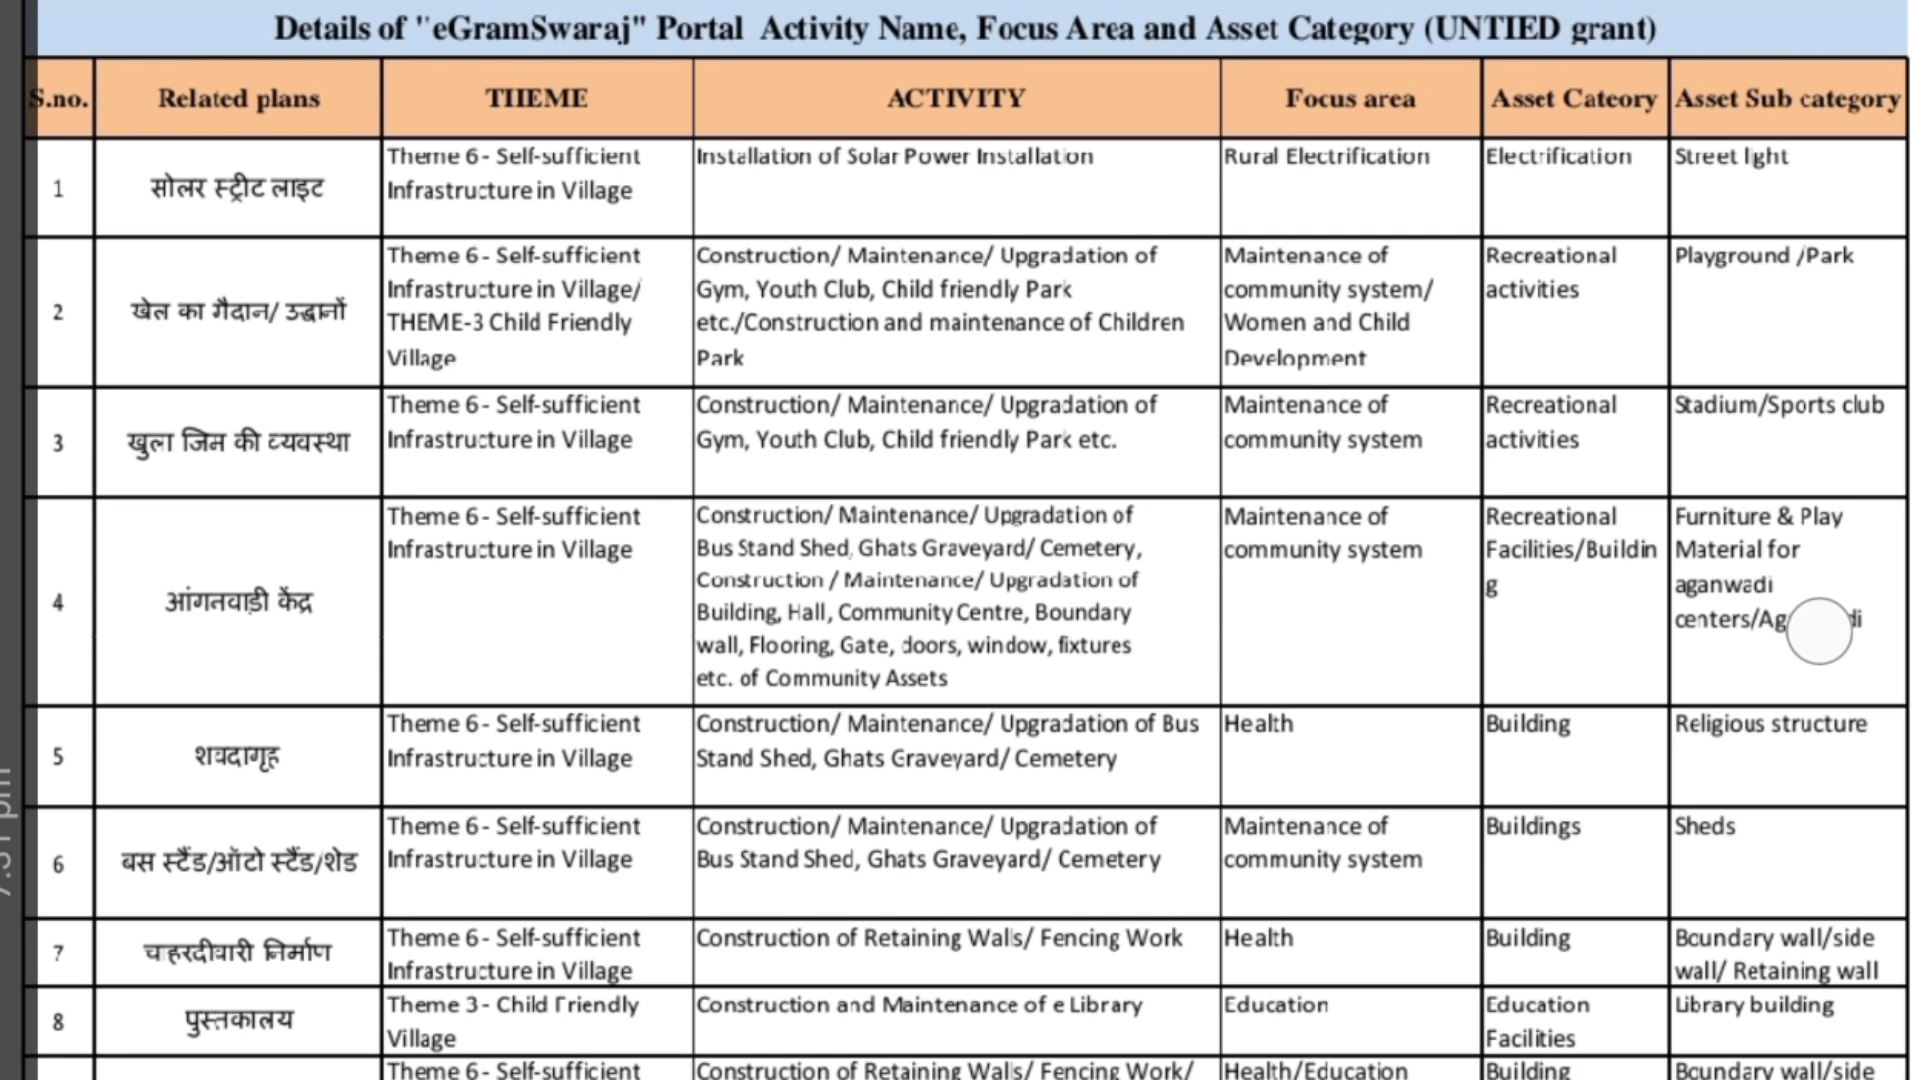 Details of "eGramSwaraj" Portal Activity Name, Focus Area and Asset Category (UNTIED grant)
S.no. Related plans THEME ACTIVITY Focus area Asset Cateory Asset Sub category
1
सोलर स्ट्रीट लाइट
Theme 6 - Self-sufficient
Infrastructure in Village
Installation of Solar Power Installation
Rural Electrification
Electrification
Street light
2
खेल का मैदान/ उद्धानों
Theme 6 - Self-sufficient
Infrastructure in Village/
THEME-3 Child Friendly
Village
Construction/ Maintenance/ Upgradation of
Gym, Youth Club, Child friendly Park
etc./Construction and maintenance of Children
Park
Maintenance of
community system/
Women and Child
Development
Recreational
activities
Playground /Park
3
खुला जिम की व्यवस्था
Theme 6 - Self-sufficient
Infrastructure in Village
Construction/ Maintenance/ Upgradation of
Gym, Youth Club, Child friendly Park etc.
Maintenance of
community system
Recreational
activities
Stadium/Sports club
4
आंगनवाड़ी केंद्र
Theme 6 - Self-sufficient
Infrastructure in Village
Construction/ Maintenance/ Upgradation of
Bus Stand Shed, Ghats Graveyard/ Cemetery,
Construction / Maintenance/ Upgradation of
Building, Hall, Community Centre, Boundary
wall, Flooring, Gate, doors, window, fixtures
etc. of Community Assets
Maintenance of
community system
Recreational
Facilities/Buildin
g
Furniture & Play
Material for
aganwadi
centers/
5
शवदागृह
Theme 6 - Self-sufficient
Infrastructure in Village
Construction/ Maintenance/ Upgradation of Bus
Stand Shed, Ghats Graveyard/ Cemetery
Health
Building
Religious structure
6
बस स्टैंड/ऑटो स्टैंड/शेड
Theme 6 - Self-sufficient
Infrastructure in Village
Construction/ Maintenance/ Upgradation of
Bus Stand Shed, Ghats Graveyard/ Cemetery
Maintenance of
community system
Buildings
Sheds
7
चाहरदीवारी निर्माण
Theme 6 - Self-sufficient
Infrastructure in Village
Construction of Retaining Walls/ Fencing Work
Health
Building
Boundary wall/side
wall/ Retaining wall
8
पुस्तकालय
Theme 3 - Child Friendly
Village
Construction and Maintenance of e Library
Education
Education
Facilities
Library building
Theme 6 - Self-sufficient
Construction of Retaining Walls/ Fencing Work/
Health/Education
Building
Boundary wall/side